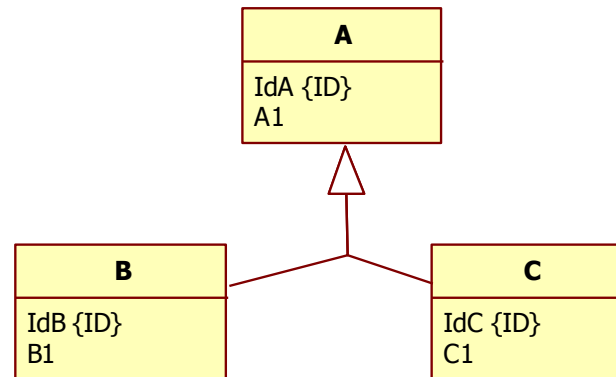 A
IdA {ID}
A1
B
IdB {ID}
B1
C
IdC {ID}
C1